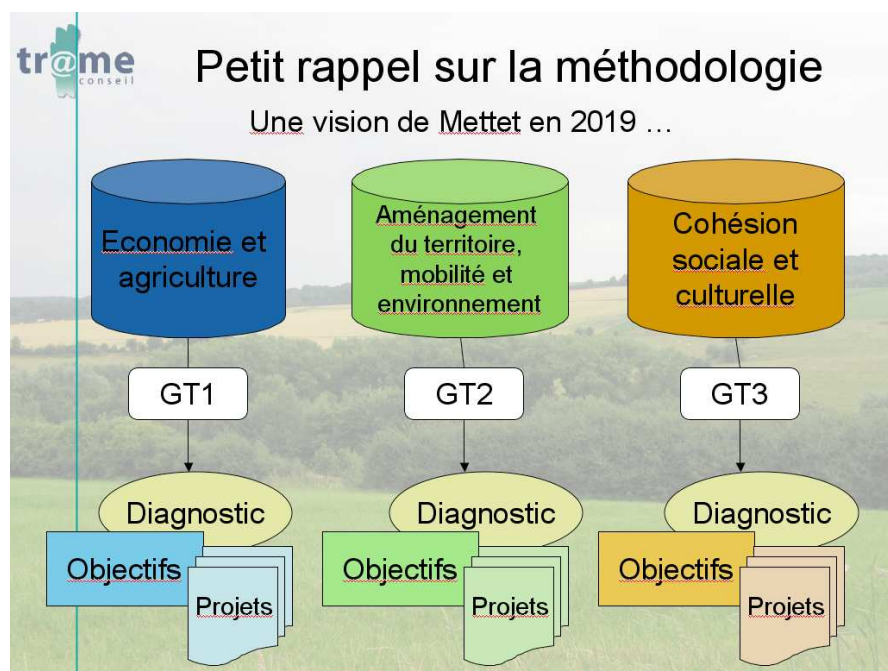 tr@me
conseil
Petit rappel sur la méthodologie
Une vision de Mettet en 2019 ...
Economie et
agriculture
Aménagement
du territoire,
mobilité et
environnement
Cohésion
sociale et
culturelle
GT1
GT2
GT3
Diagnostic
Objectifs
Projets
Diagnostic
Objectifs
Projets
Diagnostic
Objectifs
Projets